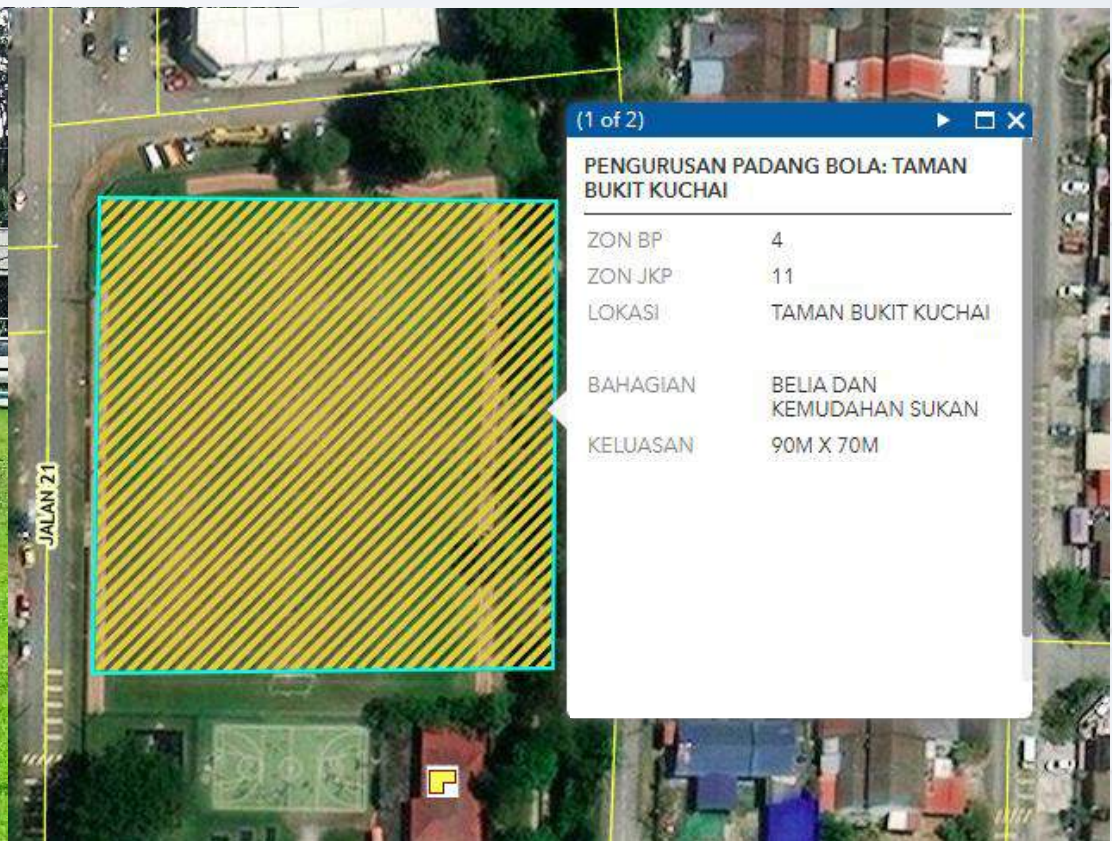 (1 of 2)
PENGURUSAN PADANG BOLA: TAMAN
BUKIT KUCHAI
ZON BP 4
ZON JKP 11
LOKASI TAMAN BUKIT KUCHAI
BAHAGIAN BELIA DAN
KEMUDAHAN SUKAN
KELUASAN 90M X 70M
JALAN 21